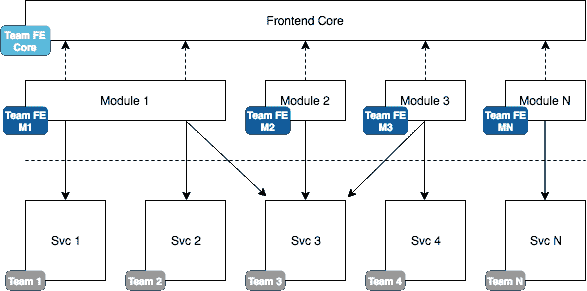 Frontend Core
Team FE
Core
Module 1
Module 2
Module 3
Module N
Team FE
M1
Team FE
M2
Team FE
M3
Team FE
MN
Svc 1
Svc 2
Svc 3
Svc 4
Svc N
Team 1
Team 2
Team 3
Team 4
Team N